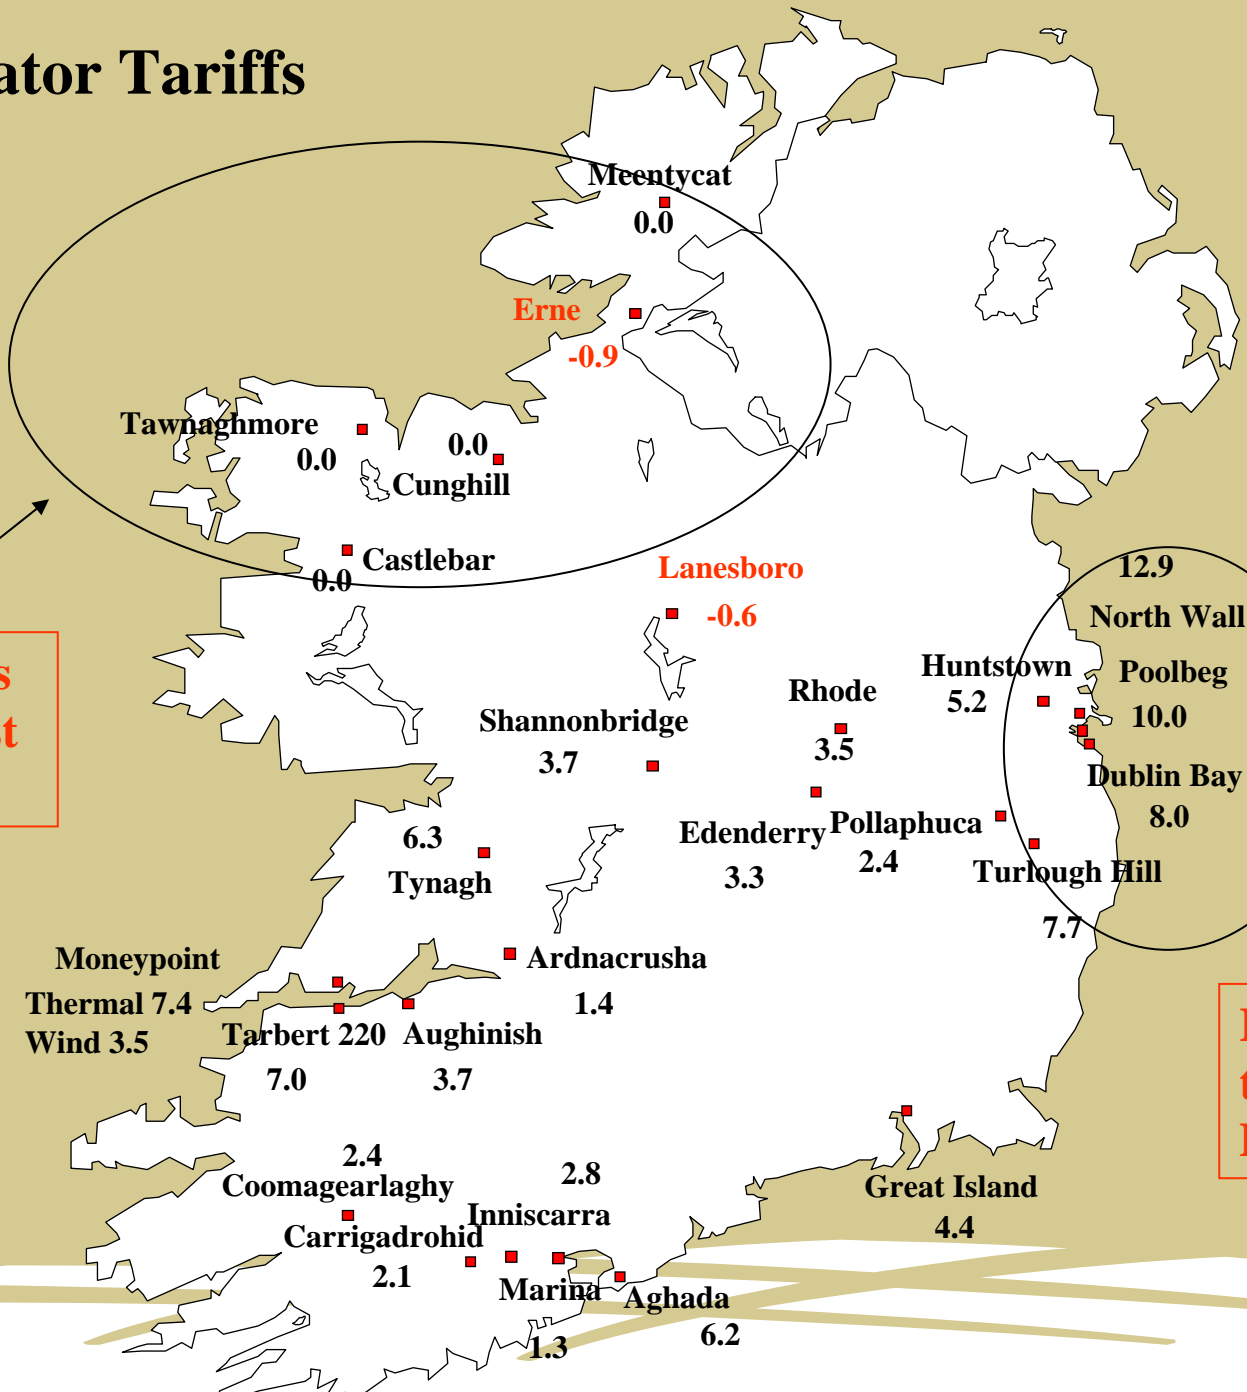 ator Tariffs
Meentycat
0.0
Erne
-0.9
Tawnaghmore
0.0
0.0
Cunghill
Castlebar
0.0
Lanesboro
-0.6
12.9
North Wall
Huntstown
5.2
Poolbeg
10.0
Rhode
3.5
Shannonbridge
3.7
Dublin Bay
8.0
Edenderry
3.3
Pollaphuca
2.4
Turlough Hill
7.7
6.3
Tynagh
Ardnacrusha
1.4
Moneypoint
Thermal 7.4
Wind 3.5
Tarbert 220
7.0
Aughinish
3.7
2.4
Coomagearlaghy
2.8
Inniscarra
Carrigadrohid
2.1
Marina
1.3
Aghada
6.2
Great Island
4.4